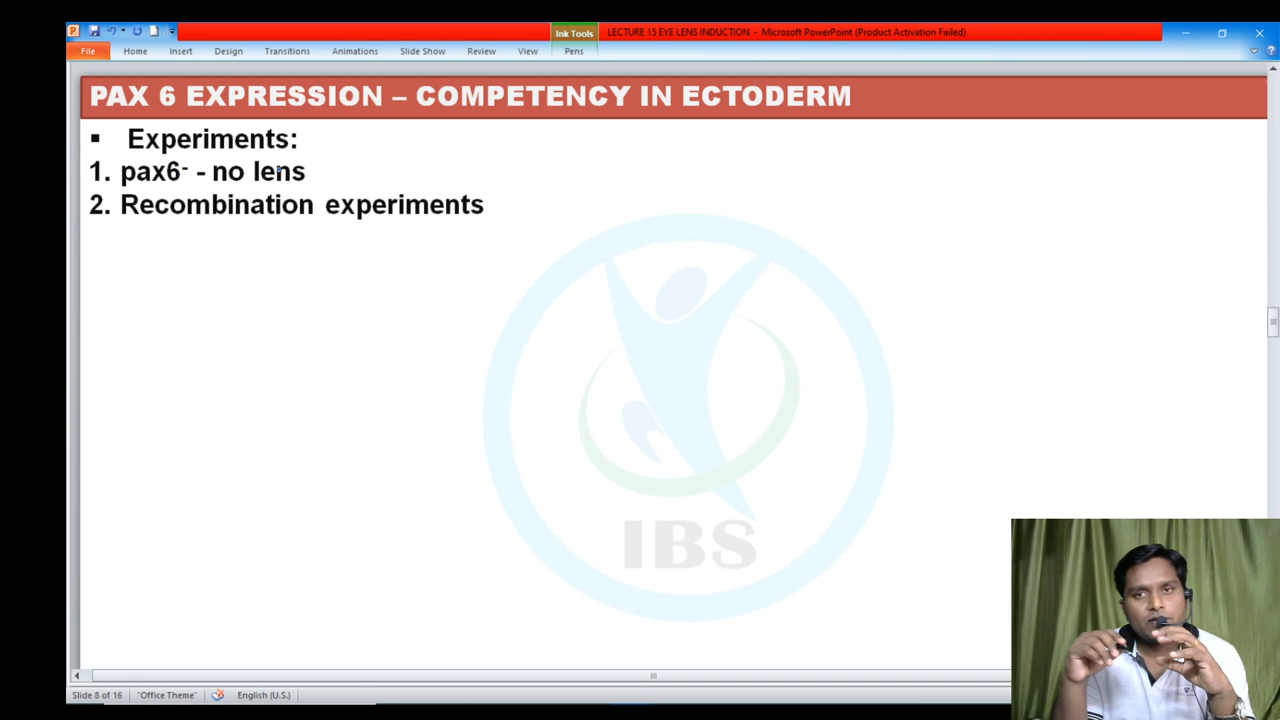 Ink Tools
LECTURE 15 EYE LENS INDUCTION - Microsoft PowerPoint (Product Activation Failed)
File Home Insert Design Transitions Animations Slide Show Review View Pens
PAX 6 EXPRESSION – COMPETENCY IN ECTODERM
▪ Experiments:
1. pax6⁻ - no lens
2. Recombination experiments
IBS
Slide 8 of 16 "Office Theme" English (U.S.)